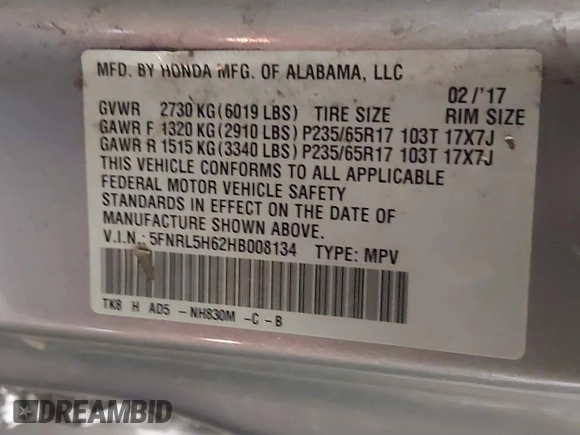 MFD. BY HONDA MFG. OF ALABAMA, LLC
02/'17
GVWR 2730 KG(6019 LBS) TIRE SIZE RIM SIZE
GAWR F 1320 KG(2910 LBS) P235/65R17 103T 17X7J
GAWR R 1515 KG(3340 LBS) P235/65R17 103T 17X7J
THIS VEHICLE CONFORMS TO ALL APPLICABLE
FEDERAL MOTOR VEHICLE SAFETY
STANDARDS IN EFFECT ON THE DATE OF
MANUFACTURE SHOWN ABOVE.
V.I.N.: 5FNRL5H62HB008134 TYPE: MPV
TK8 H AD5 -NH830M -C-B
DREAMBID